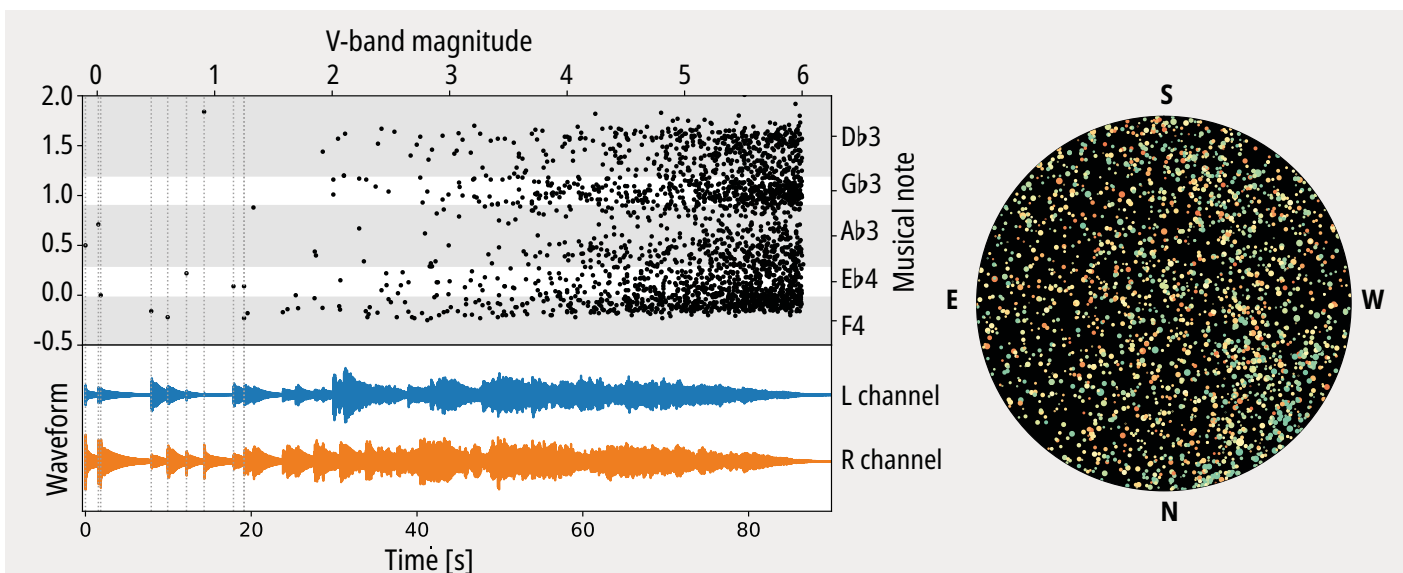 V-band magnitude
0 1 2 3 4 5 6
2.0
1.5
1.0
0.5
0.0
-0.5
D♭3
G♭3
A♭3
E♭4
F4
Musical note
Waveform
L channel
R channel
0 20 40 60 80
Time [s]
S
E
W
N